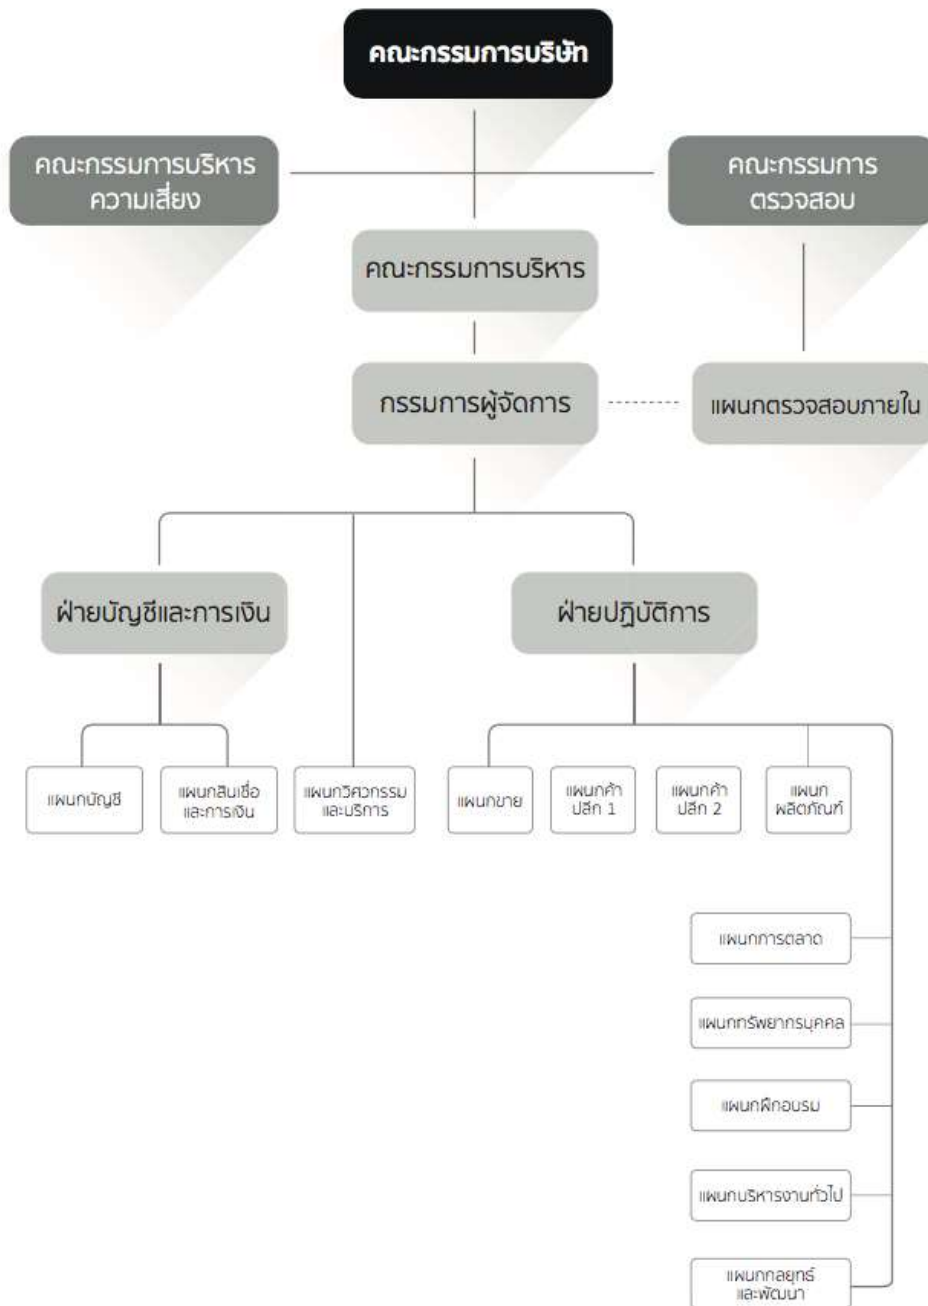 คณะกรรมการบริษัท
คณะกรรมการบริหาร
ความเสี่ยง
คณะกรรมการ
ตรวจสอบ
คณะกรรมการบริหาร
กรรมการผู้จัดการ
แผนกตรวจสอบภายใน
ฝ่ายบัญชีและการเงิน
ฝ่ายปฏิบัติการ
แผนกบัญชี
แผนกสินเชื่อ
และการเงิน
แผนกวิศวกรรม
และบริการ
แผนกขาย
แผนกค้า
ปลีก 1
แผนกค้า
ปลีก 2
แผนก
ผลิตภัณฑ์
แผนกการตลาด
แผนกทรัพยากรบุคคล
แผนกฝึกอบรม
แผนกบริหารงานทั่วไป
แผนกกลยุทธ์
และพัฒนา